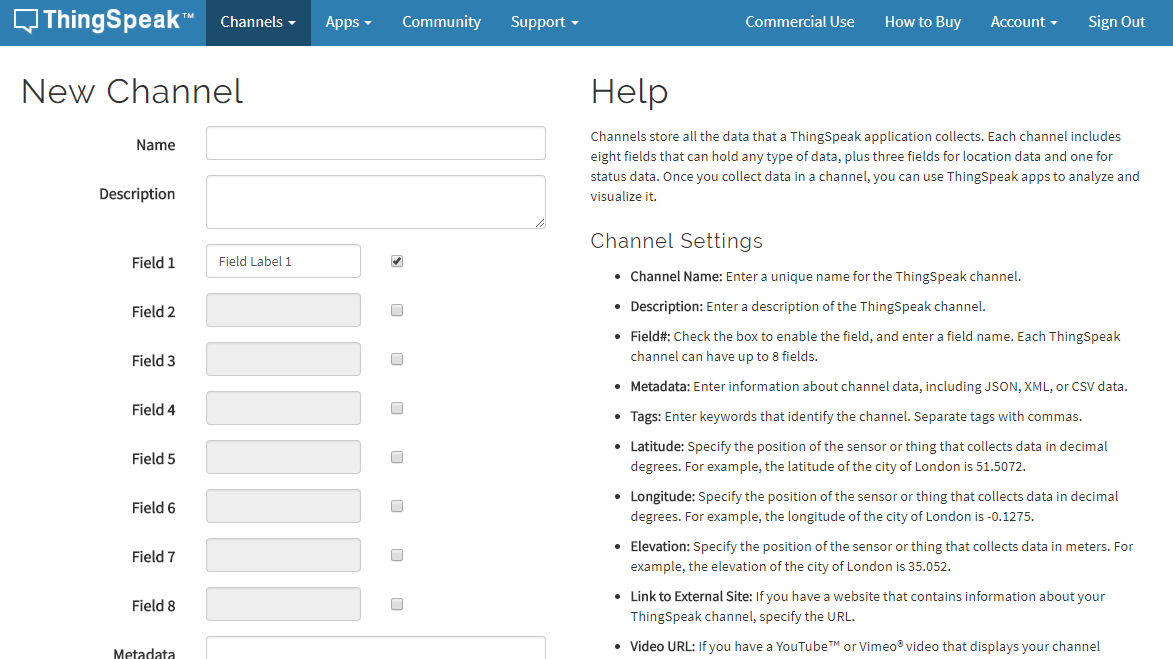 ThingSpeak™ Channels Apps Community Support Commercial Use How to Buy Account Sign Out
New Channel
Name
Description
Field 1 Field Label 1
Field 2
Field 3
Field 4
Field 5
Field 6
Field 7
Field 8
Metadata
Help
Channels store all the data that a ThingSpeak application collects. Each channel includes
eight fields that can hold any type of data, plus three fields for location data and one for
status data. Once you collect data in a channel, you can use ThingSpeak apps to analyze and
visualize it.
Channel Settings
• Channel Name: Enter a unique name for the ThingSpeak channel.
• Description: Enter a description of the ThingSpeak channel.
• Field#: Check the box to enable the field, and enter a field name. Each ThingSpeak
channel can have up to 8 fields.
• Metadata: Enter information about channel data, including JSON, XML, or CSV data.
• Tags: Enter keywords that identify the channel. Separate tags with commas.
• Latitude: Specify the position of the sensor or thing that collects data in decimal
degrees. For example, the latitude of the city of London is 51.5072.
• Longitude: Specify the position of the sensor or thing that collects data in decimal
degrees. For example, the longitude of the city of London is -0.1275.
• Elevation: Specify the position of the sensor or thing that collects data in meters. For
example, the elevation of the city of London is 35.052.
• Link to External Site: If you have a website that contains information about your
ThingSpeak channel, specify the URL.
• Video URL: If you have a YouTube™ or Vimeo® video that displays your channel